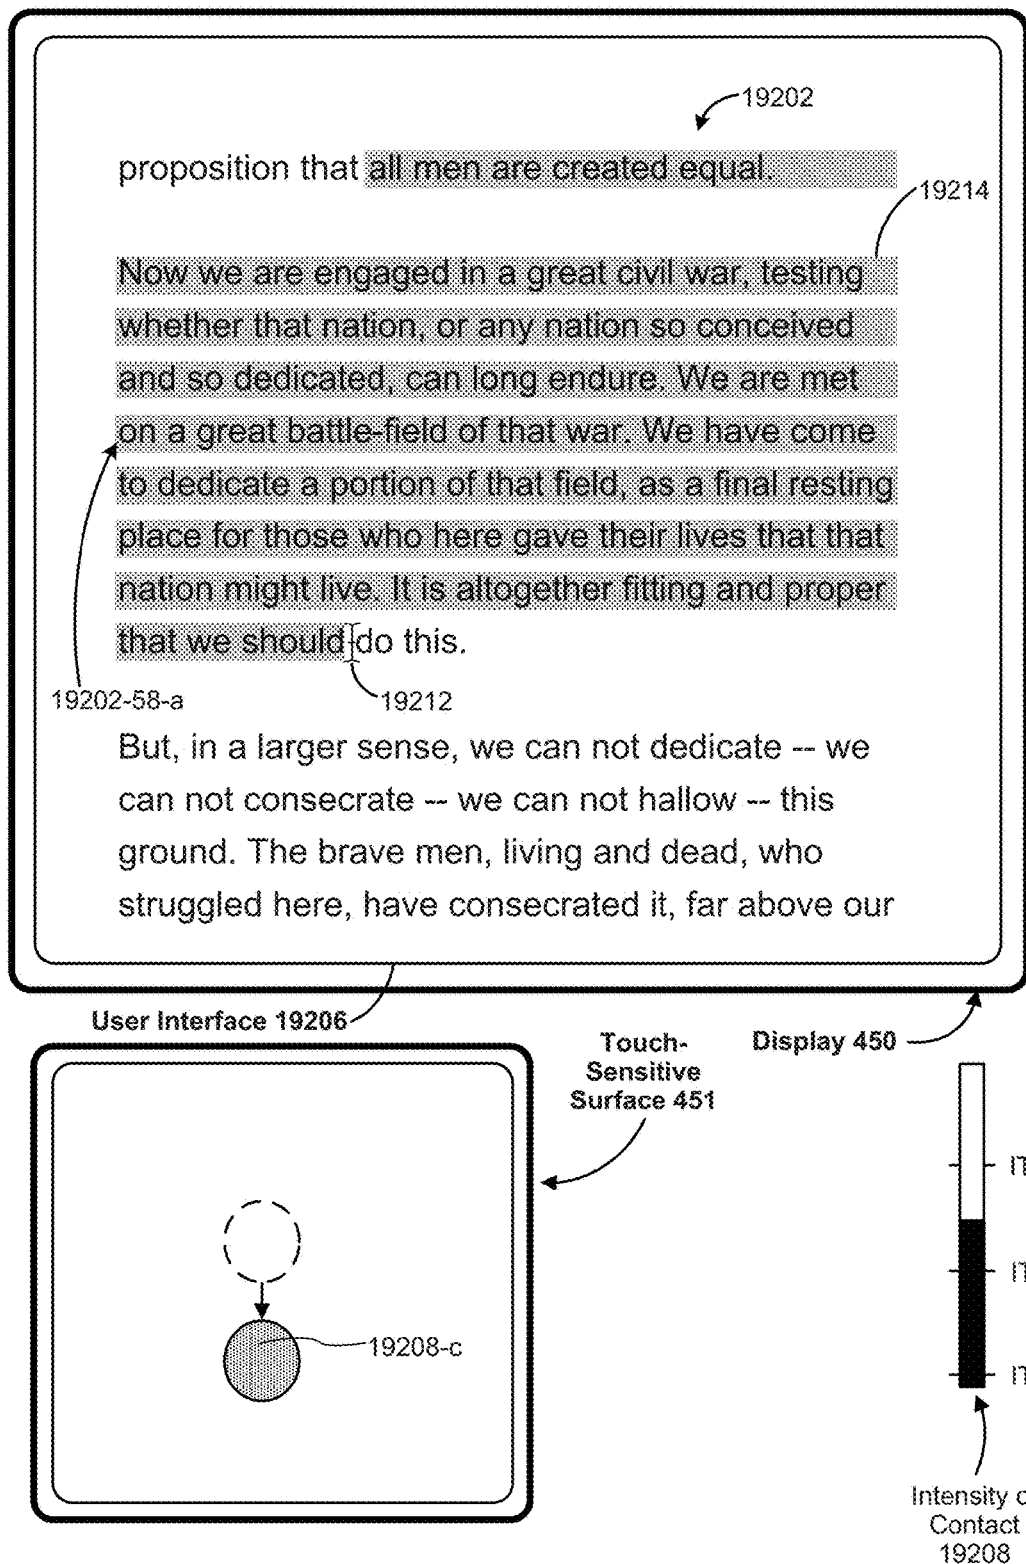 19202
proposition that all men are created equal.
19214
Now we are engaged in a great civil war, testing
whether that nation, or any nation so conceived
and so dedicated, can long endure. We are met
on a great battle-field of that war. We have come
to dedicate a portion of that field, as a final resting
place for those who here gave their lives that that
nation might live. It is altogether fitting and proper
that we should do this.
19202-58-a
19212
But, in a larger sense, we can not dedicate -- we
can not consecrate -- we can not hallow -- this
ground. The brave men, living and dead, who
struggled here, have consecrated it, far above our
User Interface 19206
Display 450
Touch-
Sensitive
Surface 451
19208-c
Intensity
Contact
19208